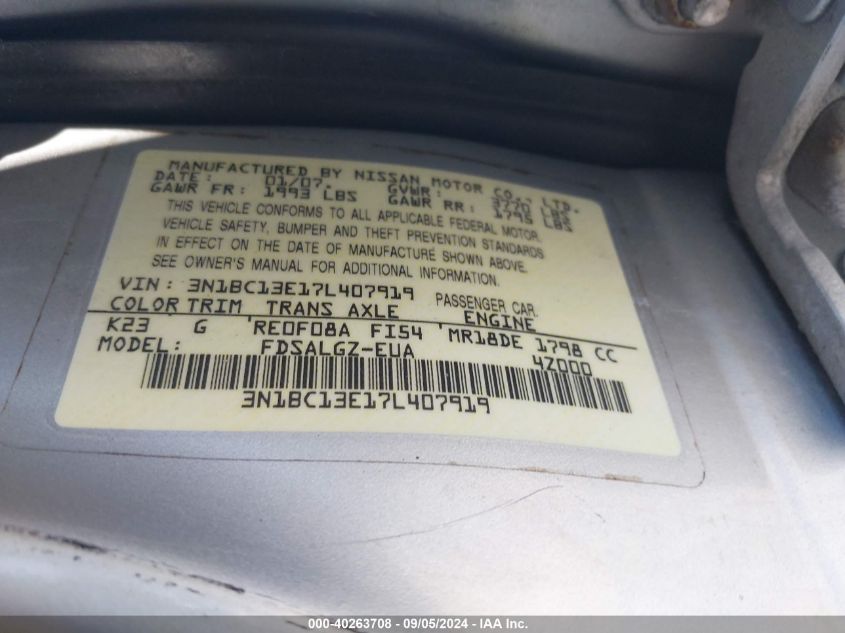 MANUFACTURED BY NISSAN MOTOR CO., LTD.
DATE: 01/07. GVWR: 3770 LBS
GAWR FR: 1993 LBS GAWR RR: 1795 LBS
THIS VEHICLE CONFORMS TO ALL APPLICABLE FEDERAL MOTOR
VEHICLE SAFETY, BUMPER AND THEFT PREVENTION STANDARDS
IN EFFECT ON THE DATE OF MANUFACTURE SHOWN ABOVE.
SEE OWNER'S MANUAL FOR ADDITIONAL INFORMATION.
VIN: 3N1BC13E17L407919 PASSENGER CAR.
COLOR TRIM TRANS AXLE ENGINE
K23 G RE0F08A FI54 MR18DE 1798 CC
MODEL: FDSALGZ-EUA 4Z000
3N1BC13E17L407919
000-40263708 - 09/05/2024 - IAA Inc.